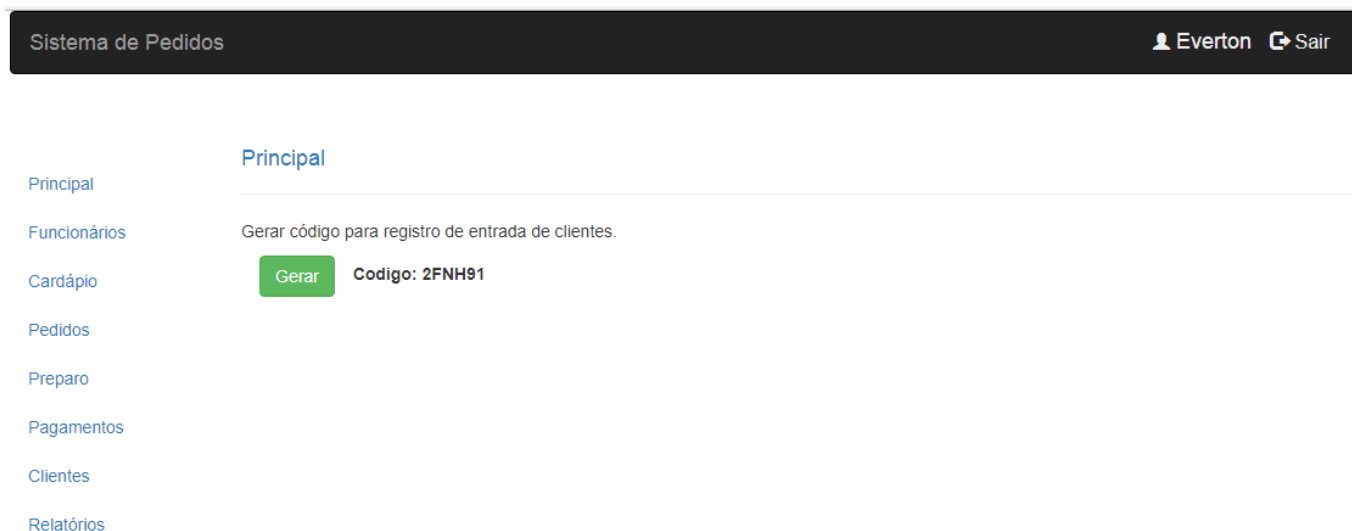 Sistema de Pedidos
Everton Sair
Principal
Funcionários
Cardápio
Pedidos
Preparo
Pagamentos
Clientes
Relatórios
Principal
Gerar código para registro de entrada de clientes.
Gerar Codigo: 2FNH91